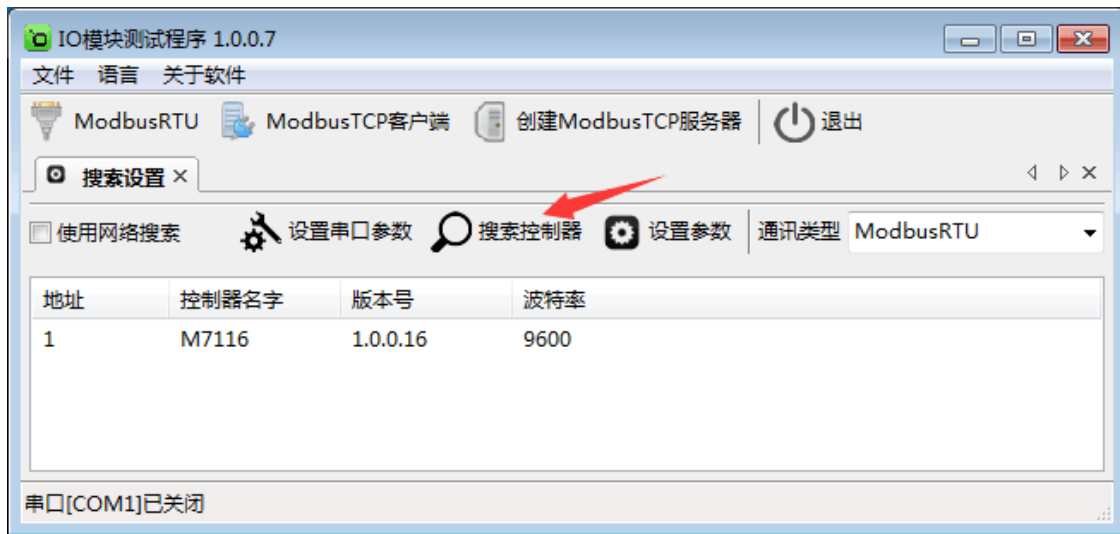 IO模块测试程序 1.0.0.7
文件 语言 关于软件
ModbusRTU ModbusTCP客户端 创建ModbusTCP服务器 退出
搜索设置
使用网络搜索 设置串口参数 搜索控制器 设置参数 通讯类型 ModbusRTU
地址 控制器名字 版本号 波特率
1 M7116 1.0.0.16 9600
串口[COM1]已关闭